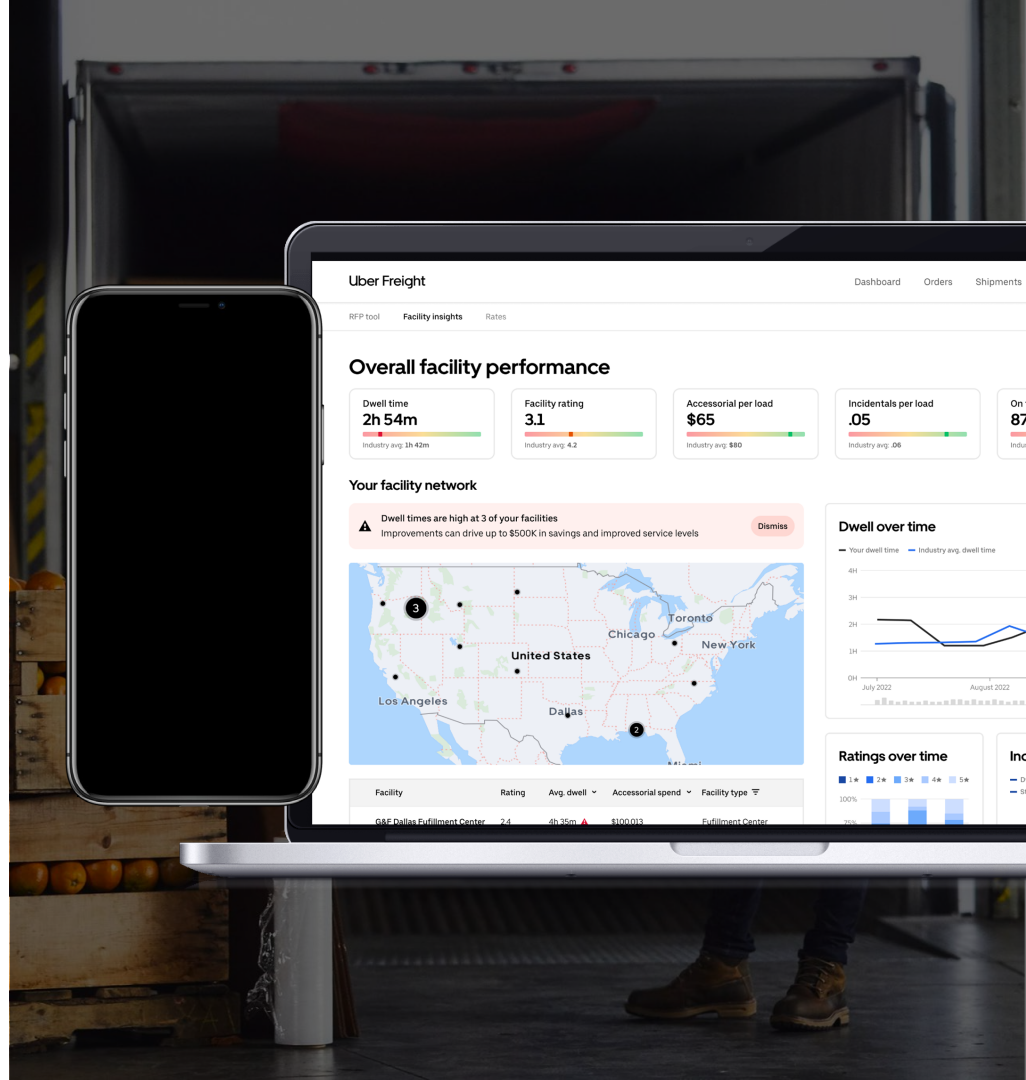 Uber Freight
Dashboard Orders Shipments
RFP tool Facility insights Rates
Overall facility performance
Dwell time
2h 54m
Industry avg: 1h 42m
Facility rating
3.1
Industry avg: 4.2
Accessorial per load
$65
Industry avg: $80
Incidentals per load
.05
Industry avg: .06
On
87
Your facility network
Dwell times are high at 3 of your facilities
Improvements can drive up to $500K in savings and improved service levels
Dismiss
3
Toronto
Chicago
New York
United States
Los Angeles
Dallas
2
Miami
Facility Rating Avg. dwell Accessorial spend Facility type
G&F Dallas Fufillment Center 2.4 4h 35m $100.013 Fufillment Center
Dwell over time
Your dwell time Industry avg. dwell time
4H
3H
2H
1H
0H
July 2022 August 2022
Ratings over time
1★ 2★ 3★ 4★ 5★
100%
75%
Inc
D